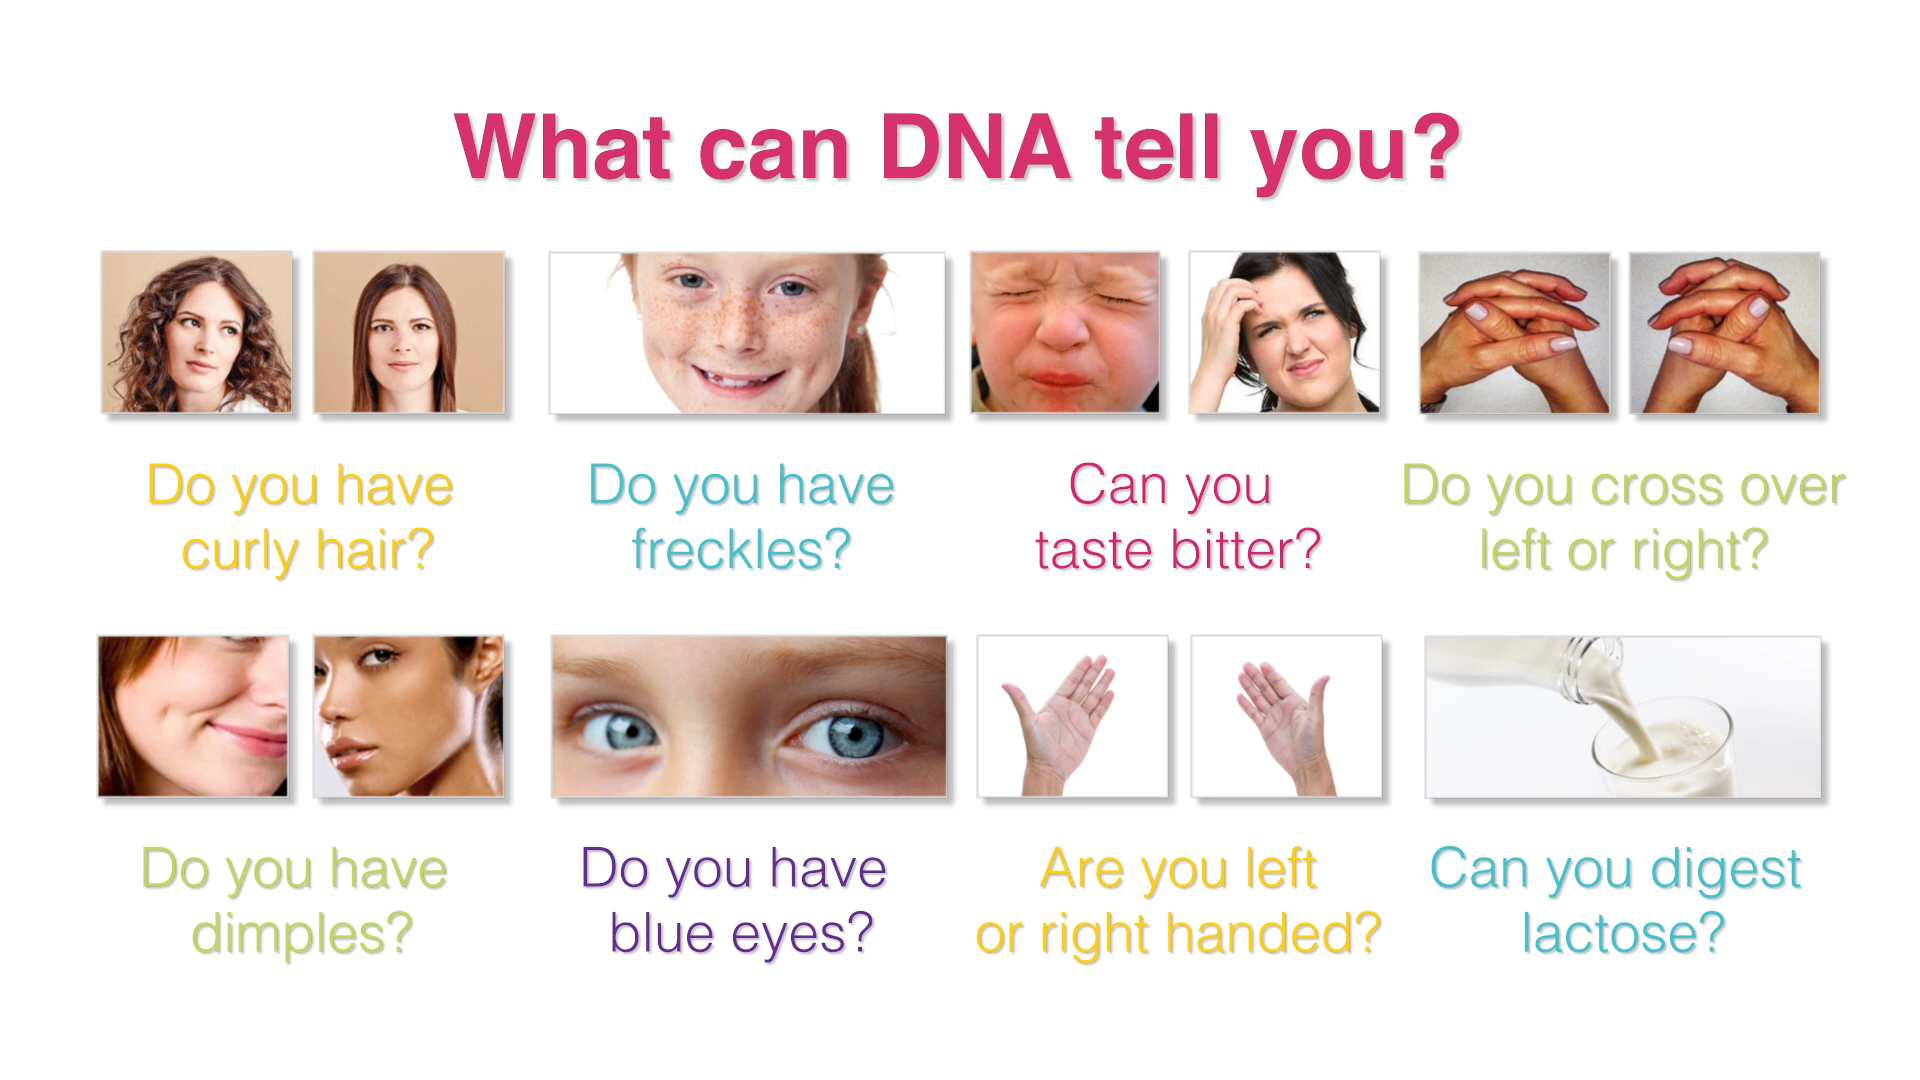 What can DNA tell you?
Do you have
curly hair?
Do you have
freckles?
Can you
taste bitter?
Do you cross over
left or right?
Do you have
dimples?
Do you have
blue eyes?
Are you left
or right handed?
Can you digest
lactose?